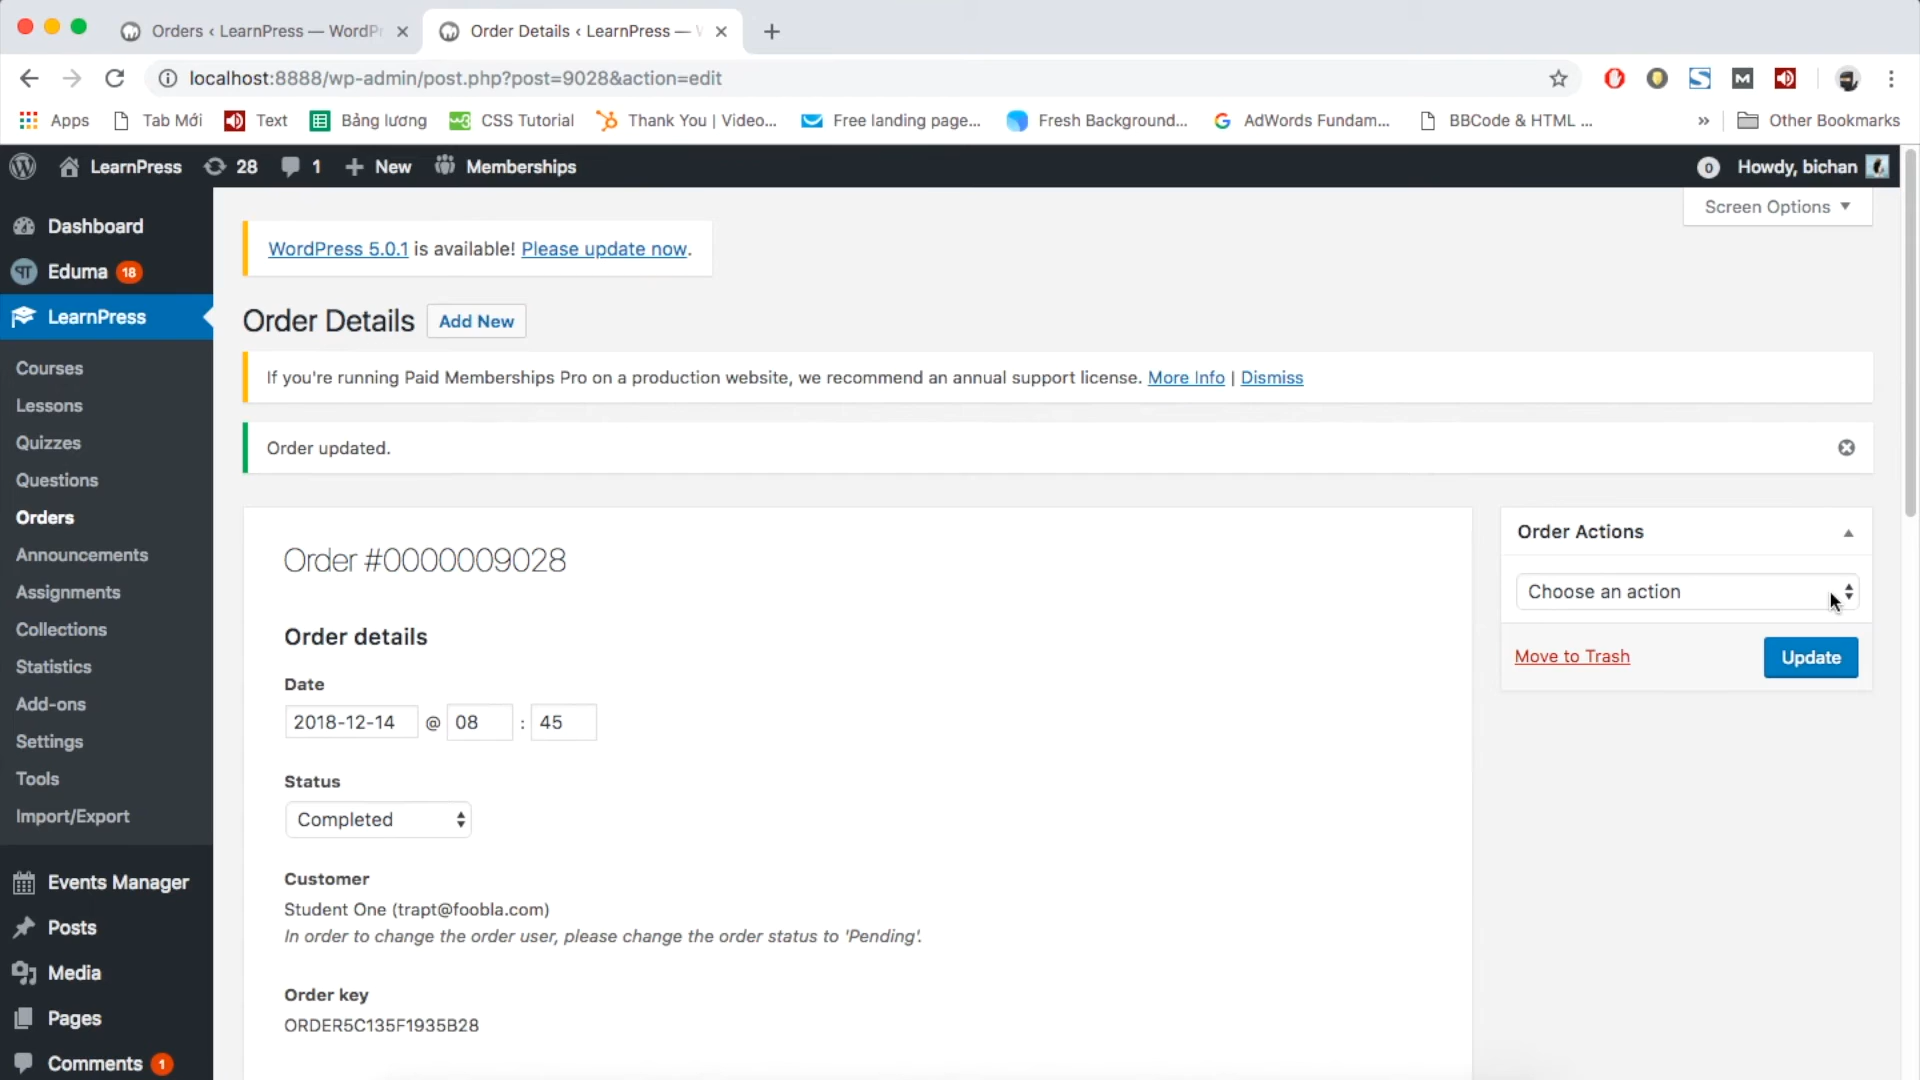 Orders ‹ LearnPress — WordPr
Order Details ‹ LearnPress — W
localhost:8888/wp-admin/post.php?post=9028&action=edit
Apps
Tab Mới
Text
Bảng lương
CSS Tutorial
Thank You | Video...
Free landing page...
Fresh Background...
AdWords Fundam...
BBCode & HTML ...
»
Other Bookmarks
LearnPress
28
1
+ New
Memberships
0
Howdy, bichan
Screen Options
Dashboard
Eduma 18
LearnPress
Courses
Lessons
Quizzes
Questions
Orders
Announcements
Assignments
Collections
Statistics
Add-ons
Settings
Tools
Import/Export
Events Manager
Posts
Media
Pages
Comments 1
WordPress 5.0.1 is available! Please update now.
Order Details
Add New
If you're running Paid Memberships Pro on a production website, we recommend an annual support license. More Info | Dismiss
Order updated.
Order #0000009028
Order details
Date
2018-12-14 @ 08 : 45
Status
Completed
Customer
Student One (trapt@foobla.com)
In order to change the order user, please change the order status to 'Pending'.
Order key
ORDER5C135F1935B28
Order Actions
Choose an action
Move to Trash
Update